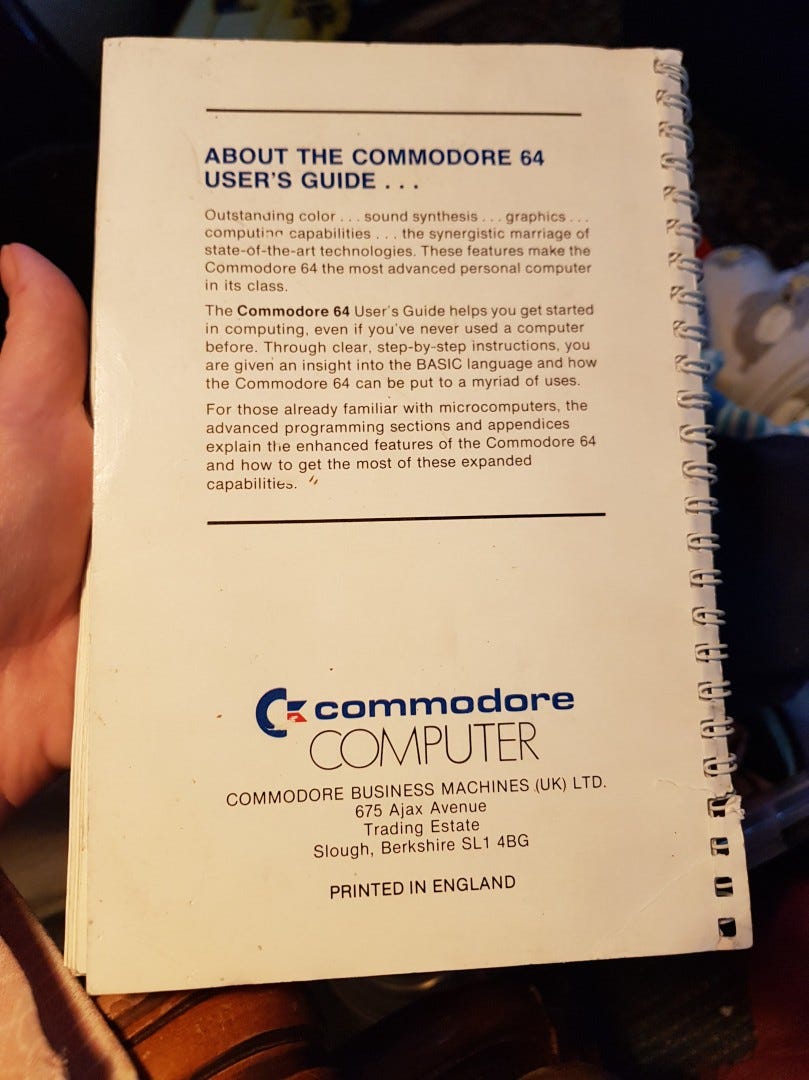 ABOUT THE COMMODORE 64
USER'S GUIDE . . .
Outstanding color . . . sound synthesis . . . graphics . . .
computing capabilities . . . the synergistic marriage of
state-of-the-art technologies. These features make the
Commodore 64 the most advanced personal computer
in its class.
The Commodore 64 User's Guide helps you get started
in computing, even if you've never used a computer
before. Through clear, step-by-step instructions, you
are given an insight into the BASIC language and how
the Commodore 64 can be put to a myriad of uses.
For those already familiar with microcomputers, the
advanced programming sections and appendices
explain the enhanced features of the Commodore 64
and how to get the most of these expanded
capabilities.
commodore
COMPUTER
COMMODORE BUSINESS MACHINES (UK) LTD.
675 Ajax Avenue
Trading Estate
Slough, Berkshire SL1 4BG
PRINTED IN ENGLAND